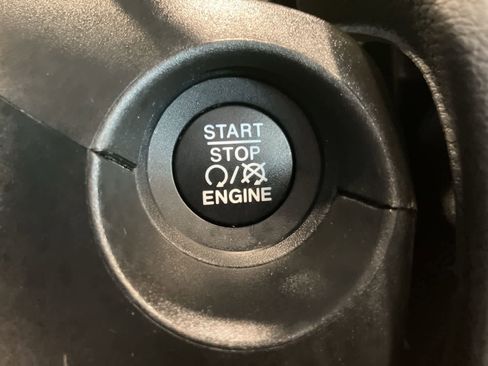 START
STOP
/
ENGINE